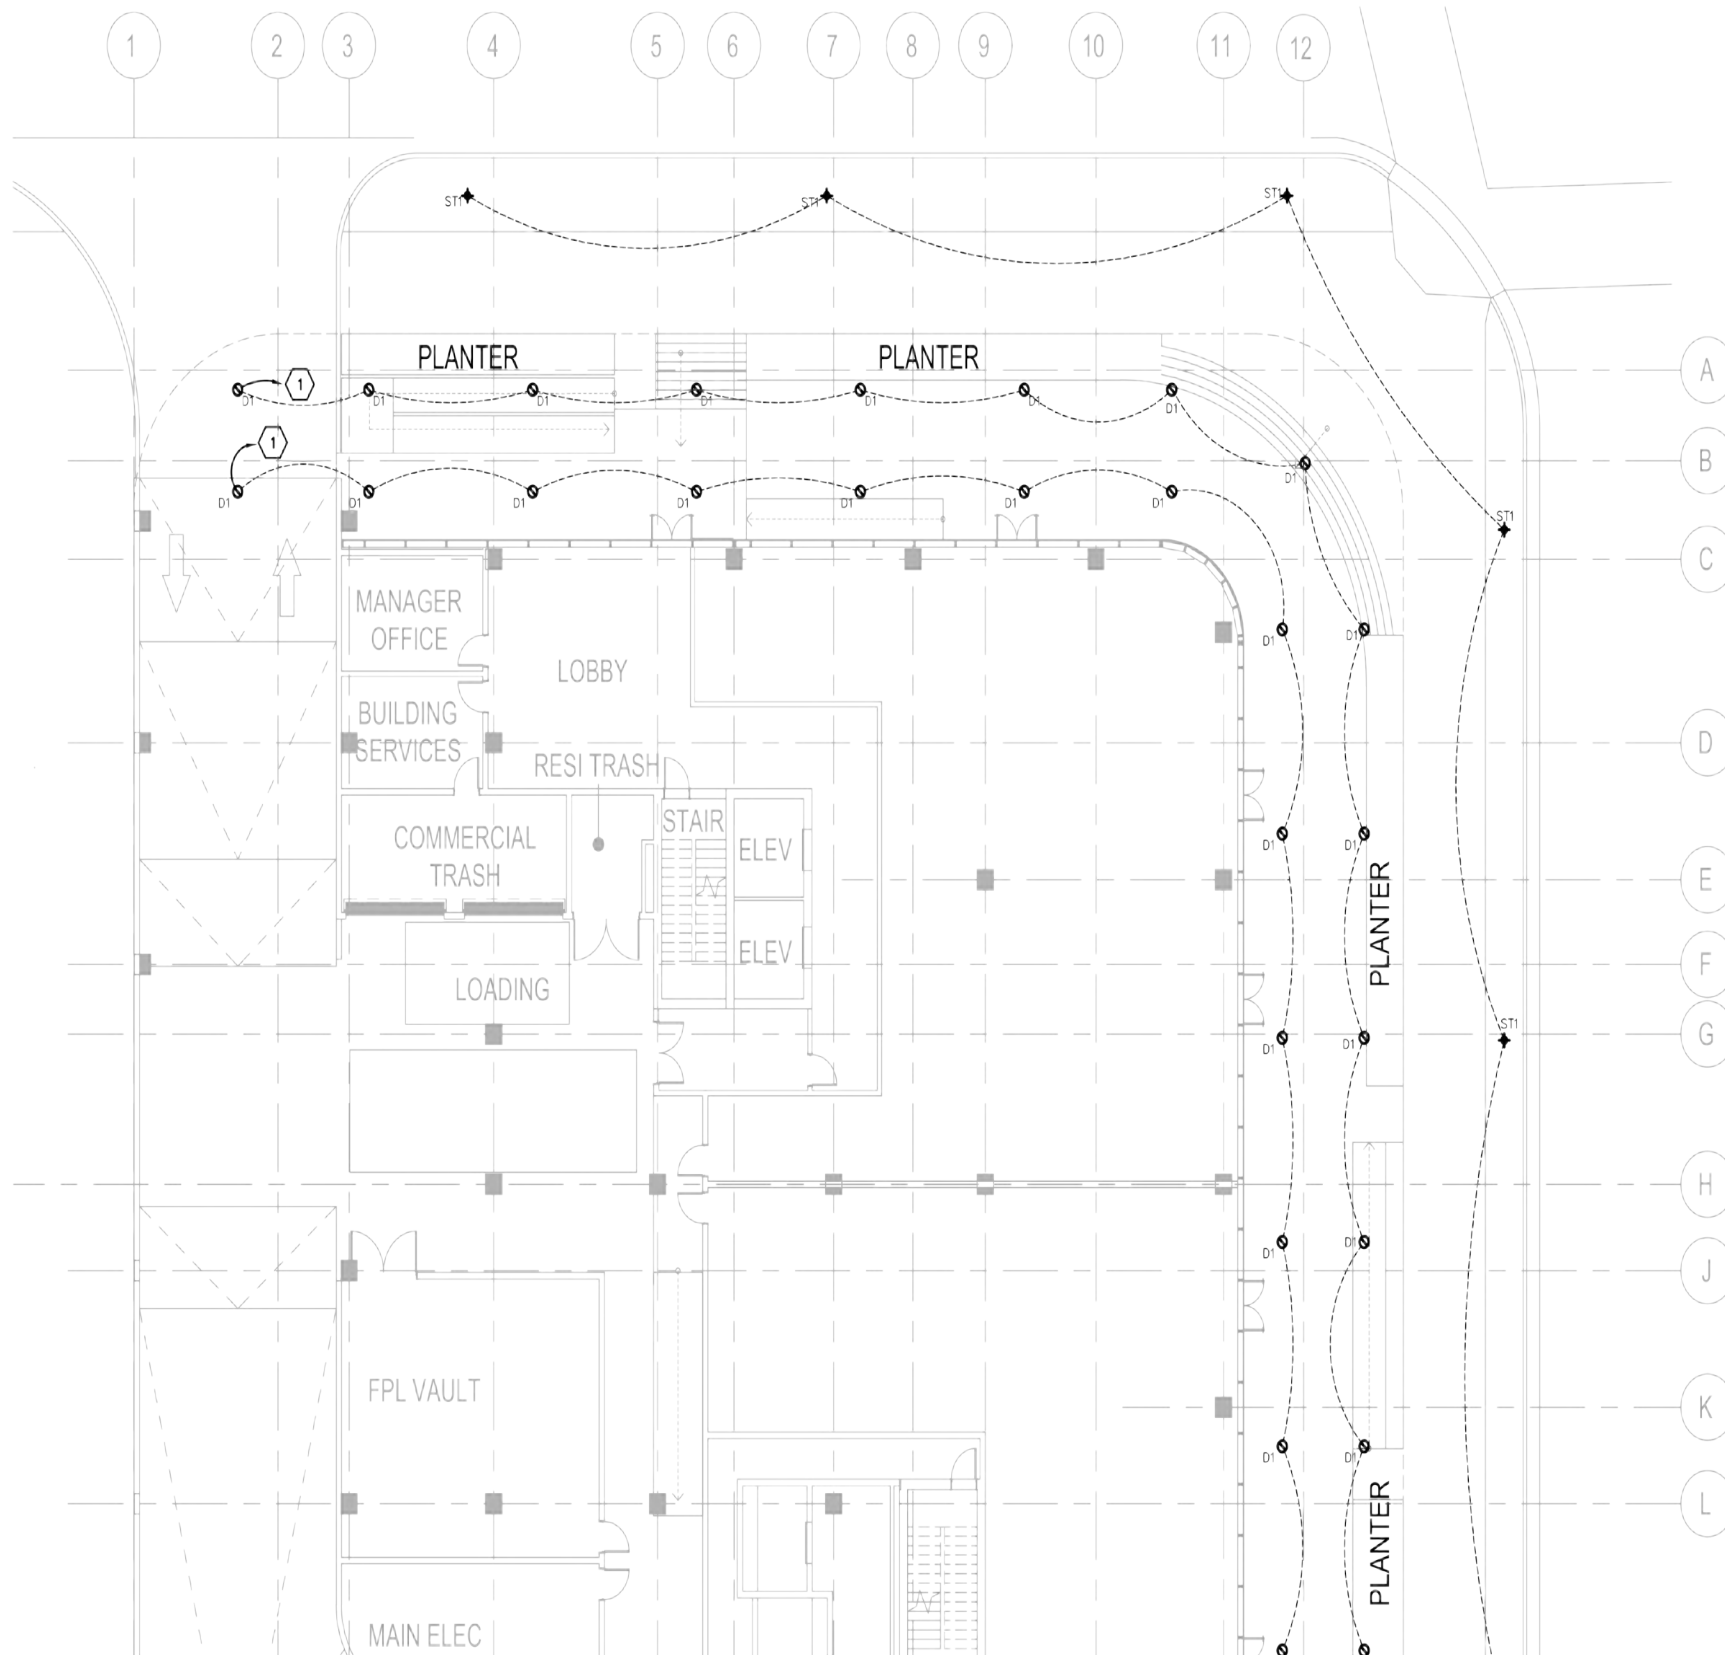 1 2 3 4 5 6 7 8 9 10 11 12
ST1 ST1 ST1
PLANTER PLANTER
A
1
D1 D1 D1 D1 D1 D1 D1
1
B
D1
D1 D1 D1 D1 D1 D1 D1
ST1
C
MANAGER
OFFICE
D1 D1
LOBBY
BUILDING
SERVICES
D
RESI TRASH
STAIR
COMMERCIAL
TRASH
ELEV
D1 D1
E
PLANTER
ELEV
F
LOADING
ST1
G
D1 D1
H
D1 D1
J
FPL VAULT
K
D1 D1
L
PLANTER
MAIN ELEC